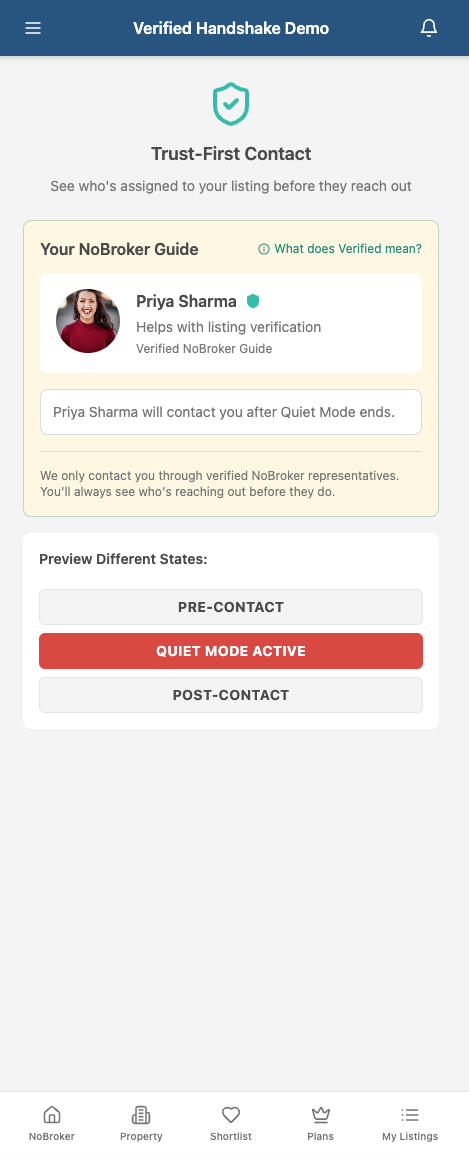 Verified Handshake Demo
Trust-First Contact
See who's assigned to your listing before they reach out
Your NoBroker Guide
What does Verified mean?
Priya Sharma
Helps with listing verification
Verified NoBroker Guide
Priya Sharma will contact you after Quiet Mode ends.
We only contact you through verified NoBroker representatives.
You'll always see who's reaching out before they do.
Preview Different States:
PRE-CONTACT
QUIET MODE ACTIVE
POST-CONTACT
NoBroker
Property
Shortlist
Plans
My Listings